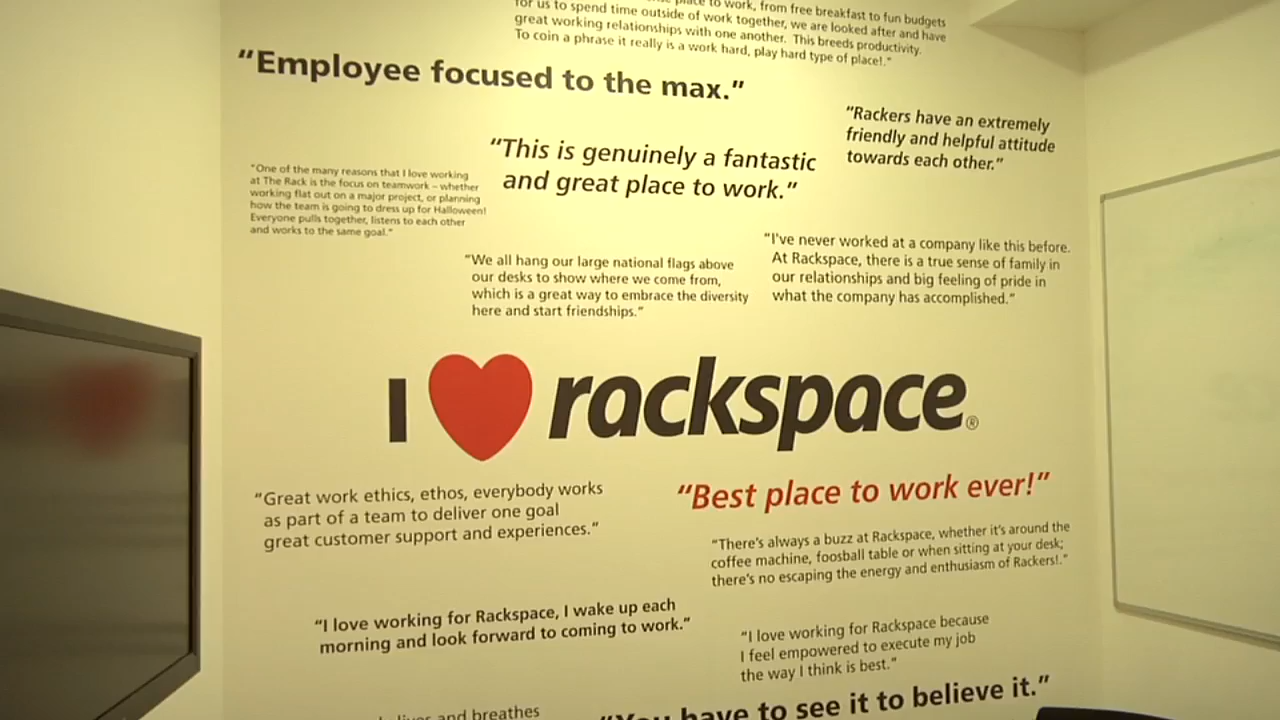 place to work, from free breakfast to fun budgets
for us to spend time outside of work together, we are looked after and have
great working relationships with one another. This breeds productivity.
To coin a phrase it really is a work hard, play hard type of place!."
"Employee focused to the max."
"Rackers have an extremely
friendly and helpful attitude
towards each other."
"This is genuinely a fantastic
and great place to work."
"One of the many reasons that I love working
at The Rack is the focus on teamwork – whether
working flat out on a major project, or planning
how the team is going to dress up for Halloween!
Everyone pulls together, listens to each other
and works to the same goal."
"We all hang our large national flags above
our desks to show where we come from,
which is a great way to embrace the diversity
here and start friendships."
"I've never worked at a company like this before.
At Rackspace, there is a true sense of family in
our relationships and big feeling of pride in
what the company has accomplished."
I ❤ rackspace®
"Great work ethics, ethos, everybody works
as part of a team to deliver one goal
great customer support and experiences."
"Best place to work ever!"
"There's always a buzz at Rackspace, whether it's around the
coffee machine, foosball table or when sitting at your desk;
there's no escaping the energy and enthusiasm of Rackers!."
"I love working for Rackspace, I wake up each
morning and look forward to coming to work."
"I love working for Rackspace because
I feel empowered to execute my job
the way I think is best."
and breathes
"You have to see it to believe it."